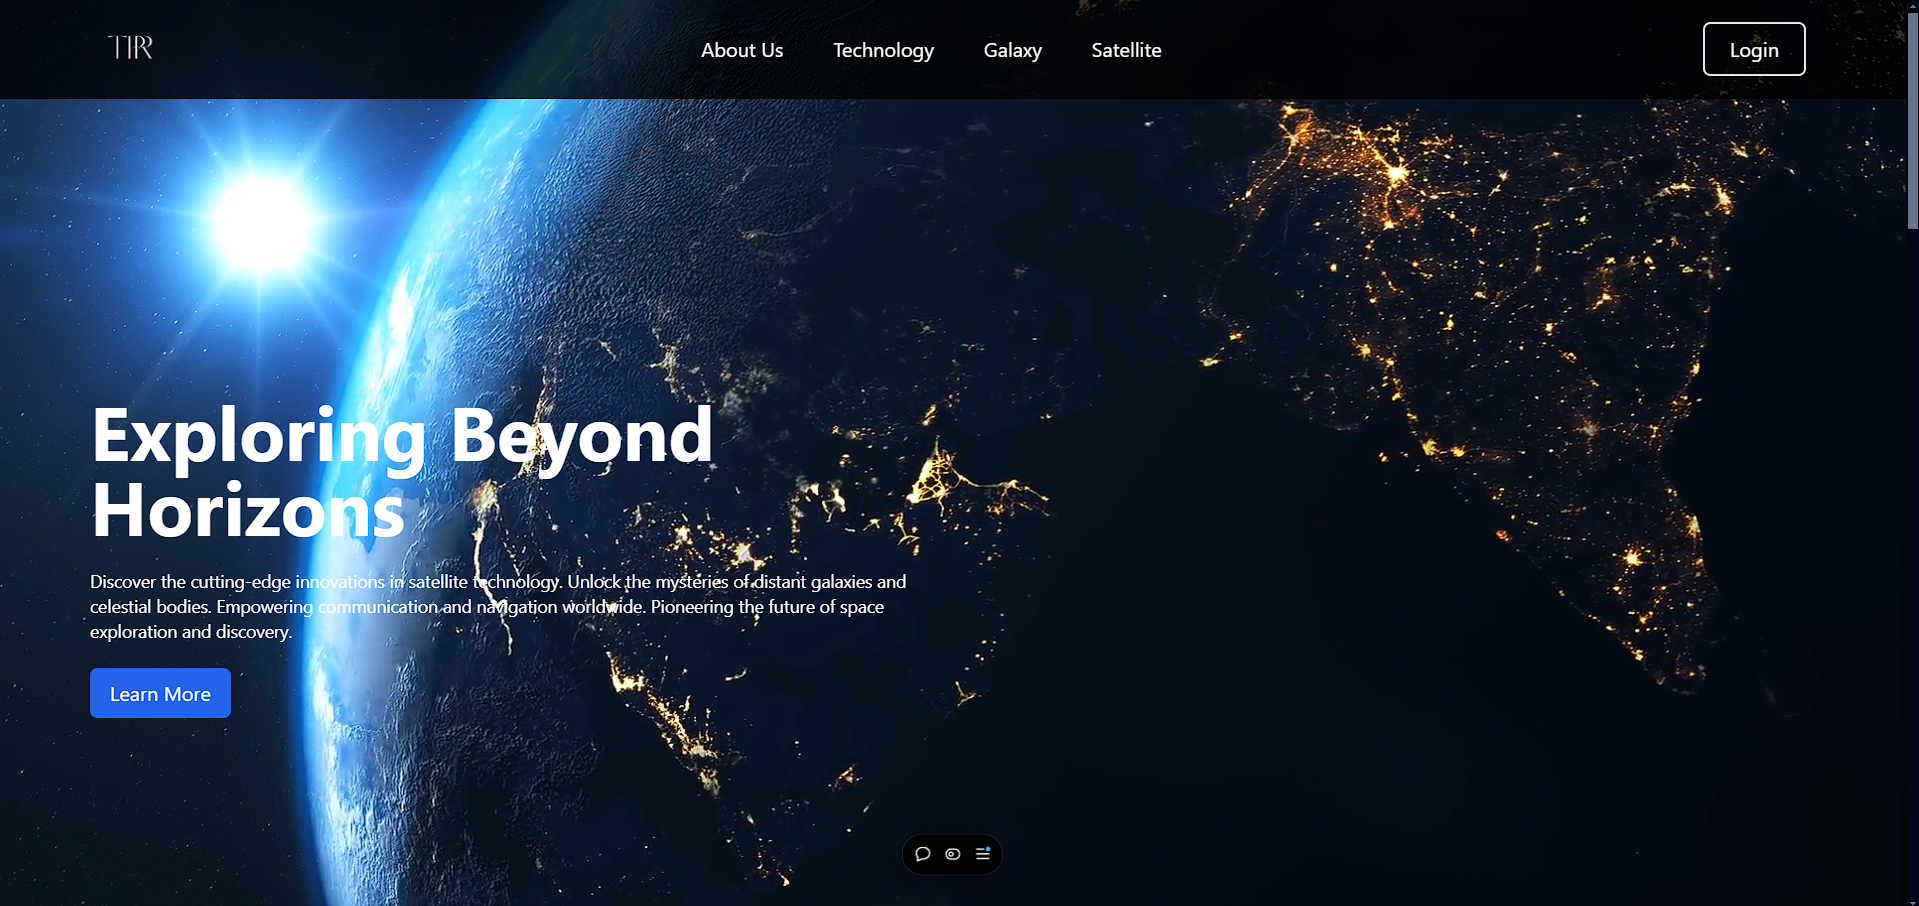 TIR
About Us
Technology
Galaxy
Satellite
Login
Exploring Beyond
Horizons
Discover the cutting-edge innovations in satellite technology. Unlock the mysteries of distant galaxies and
celestial bodies. Empowering communication and navigation worldwide. Pioneering the future of space
exploration and discovery.
Learn More